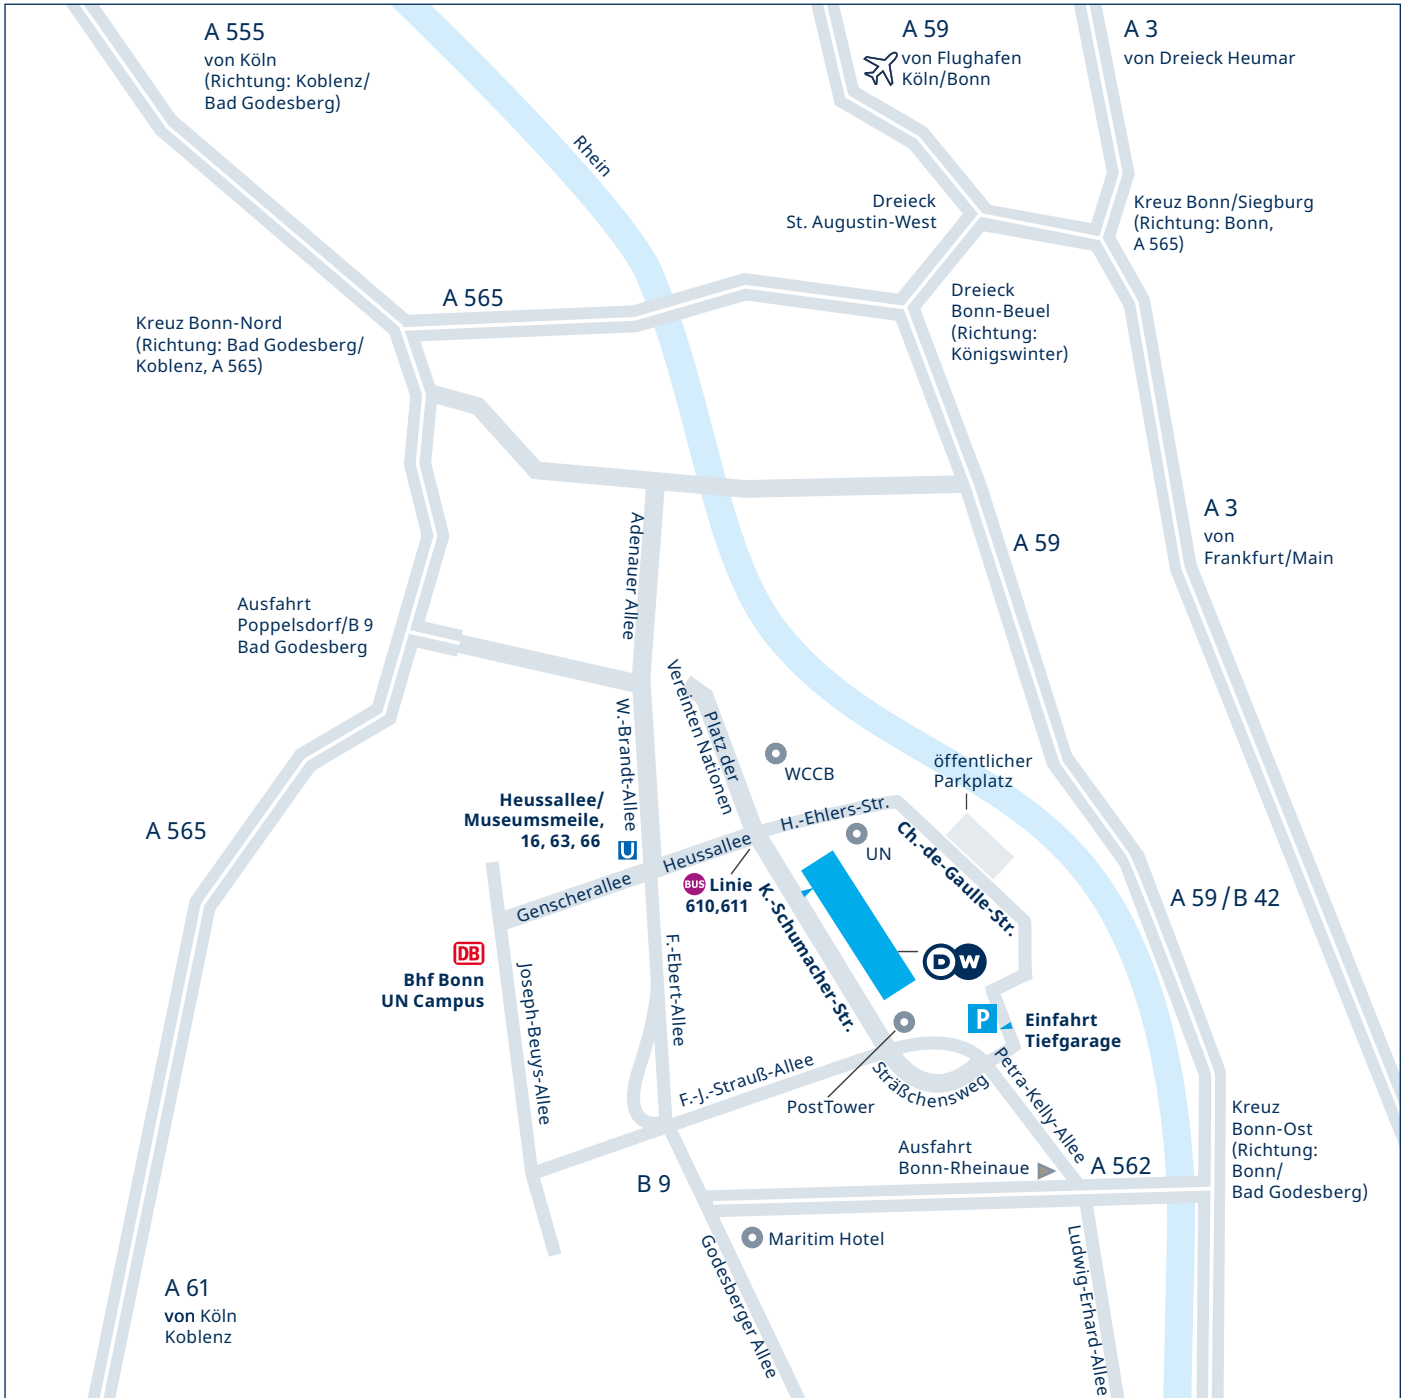 A 555
von Köln
(Richtung: Koblenz/
Bad Godesberg)
A 59
von Flughafen
Köln/Bonn
A 3
von Dreieck Heumar
Rhein
Dreieck
St. Augustin-West
Kreuz Bonn/Siegburg
(Richtung: Bonn,
A 565)
A 565
Kreuz Bonn-Nord
(Richtung: Bad Godesberg/
Koblenz, A 565)
Dreieck
Bonn-Beuel
(Richtung:
Königswinter)
A 3
von
Frankfurt/Main
A 59
Adenauer Allee
Ausfahrt
Poppelsdorf/B 9
Bad Godesberg
W.-Brandt-Allee
Platz der
Vereinten Nationen
WCCB
öffentlicher
Parkplatz
Heussallee/
Museumsmeile,
16, 63, 66
U
A 565
H.-Ehlers-Str.
UN
Ch.-de-Gaulle-Str.
Heussallee
Genscherallee
BUS Linie
610,611
K.-Schumacher-Str.
A 59 / B 42
DB
Bhf Bonn
UN Campus
F.-Ebert-Allee
Joseph-Beuys-Allee
DW
P
Einfahrt
Tiefgarage
F.-J.-Strauß-Allee
Sträßchensweg
Petra-Kelly-Allee
PostTower
Kreuz
Bonn-Ost
(Richtung:
Bonn/
Bad Godesberg)
Ausfahrt
Bonn-Rheinaue
A 562
B 9
Maritim Hotel
Godesberger Allee
Ludwig-Erhard-Allee
A 61
von Köln
Koblenz